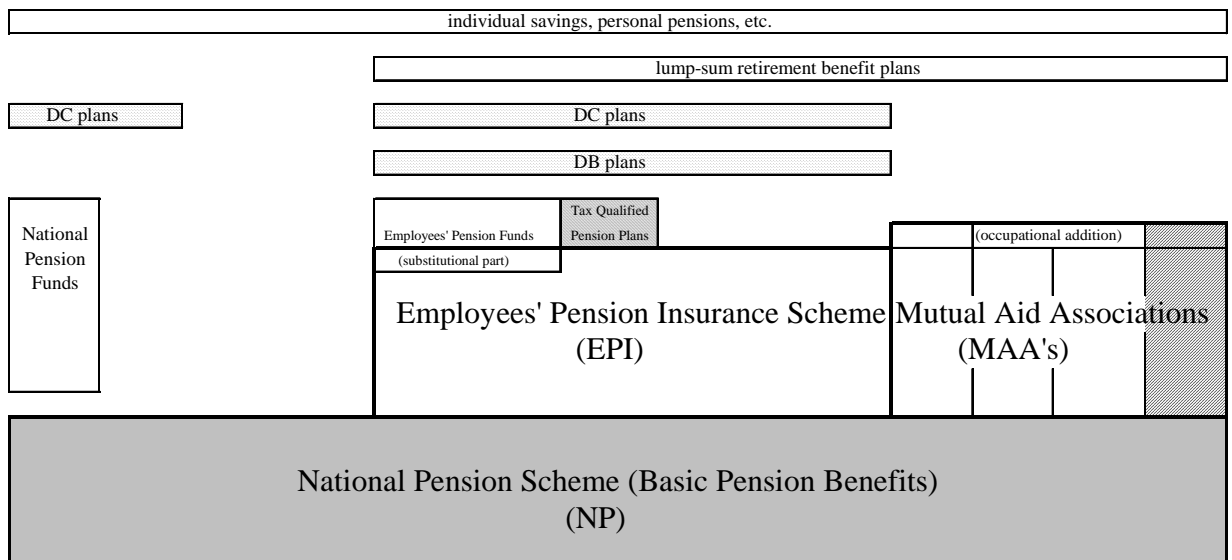 individual savings, personal pensions, etc.
lump-sum retirement benefit plans
DC plans
DC plans
DB plans
National
Pension
Funds
Employees' Pension Funds
Tax Qualified
Pension Plans
(substitutional part)
(occupational addition)
Employees' Pension Insurance Scheme
(EPI)
Mutual Aid Associations
(MAA's)
National Pension Scheme (Basic Pension Benefits)
(NP)